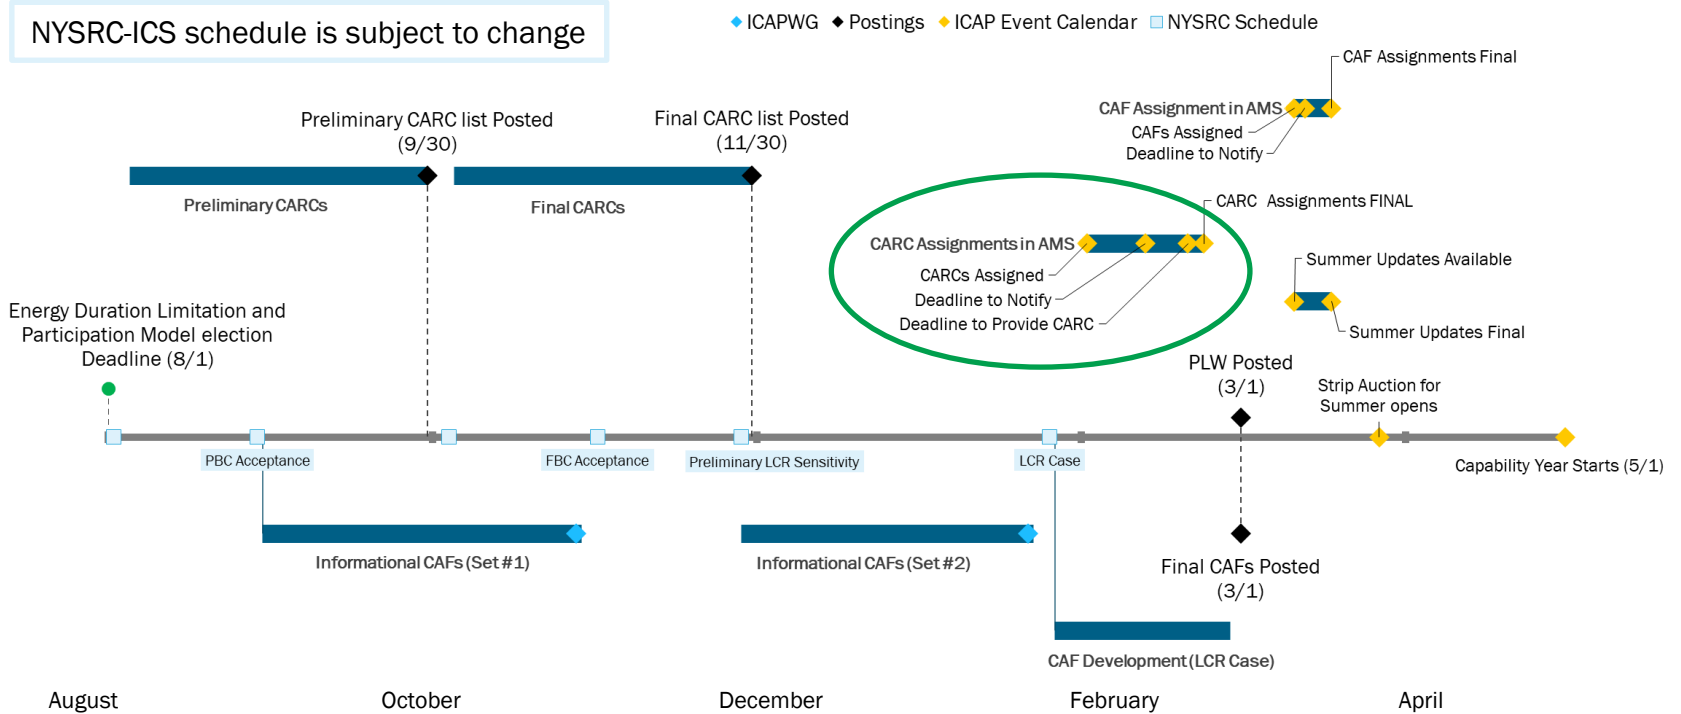 NYSRC-ICS schedule is subject to change
ICAPWG
Postings
ICAP Event Calendar
NYSRC Schedule
CAF Assignments Final
CAF Assignment in AMS
CAFs Assigned
Deadline to Notify
Preliminary CARC list Posted
(9/30)
Final CARC list Posted
(11/30)
Preliminary CARCs
Final CARCs
CARC Assignments FINAL
CARC Assignments in AMS
CARCs Assigned
Deadline to Notify
Deadline to Provide CARC
Summer Updates Available
Summer Updates Final
Energy Duration Limitation and
Participation Model election
Deadline (8/1)
PLW Posted
(3/1)
Strip Auction for
Summer opens
PBC Acceptance
FBC Acceptance
Preliminary LCR Sensitivity
LCR Case
Capability Year Starts (5/1)
Informational CAFs (Set #1)
Informational CAFs (Set #2)
Final CAFs Posted
(3/1)
CAF Development (LCR Case)
August
October
December
February
April